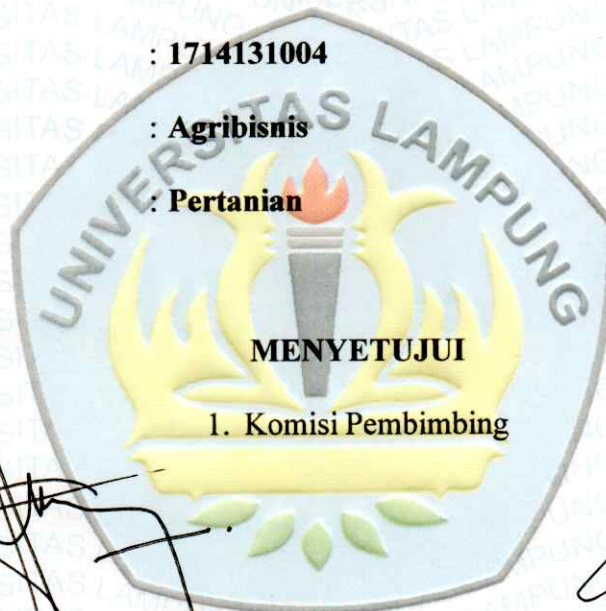 : 1714131004
: Agribisnis
: Pertanian
UNIVERSITAS LAMPUNG
MENYETUJUI
1. Komisi Pembimbing